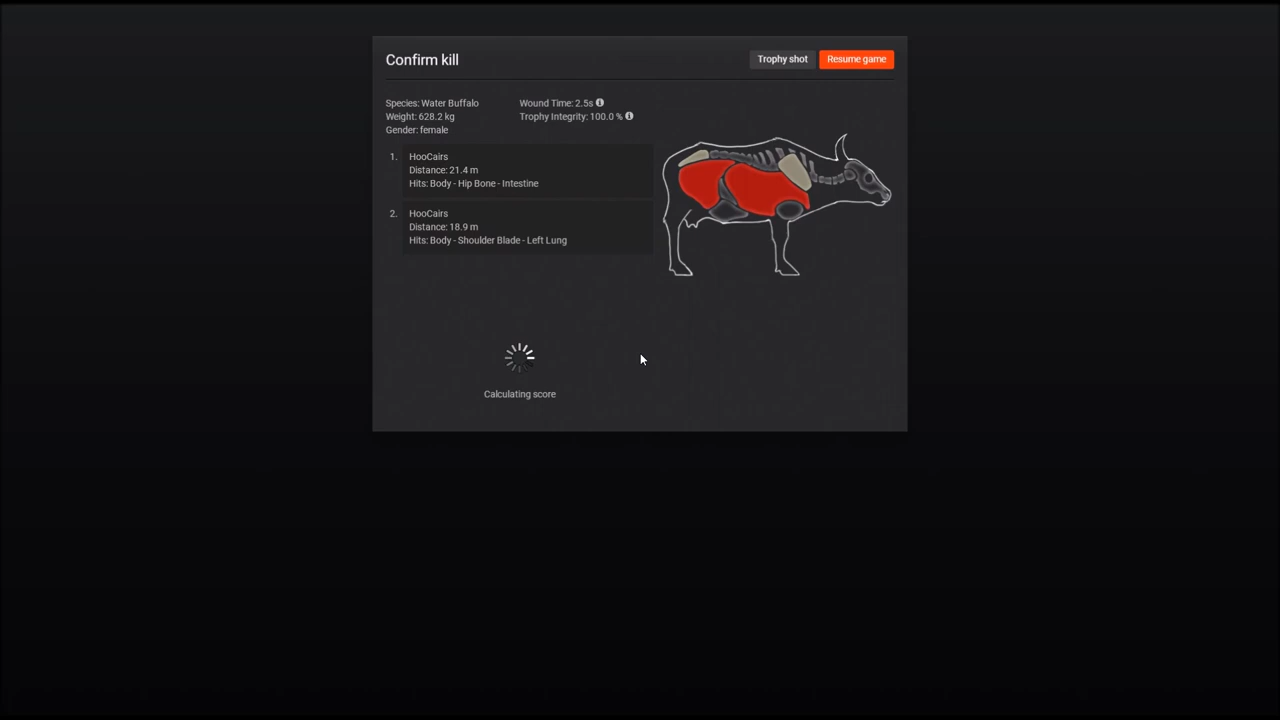 Confirm kill
Trophy shot
Resume game
Species: Water Buffalo
Weight: 628.2 kg
Gender: female
Wound Time: 2.5s
Trophy Integrity: 100.0 %
1.
HooCairs
Distance: 21.4 m
Hits: Body - Hip Bone - Intestine
2.
HooCairs
Distance: 18.9 m
Hits: Body - Shoulder Blade - Left Lung
Calculating score